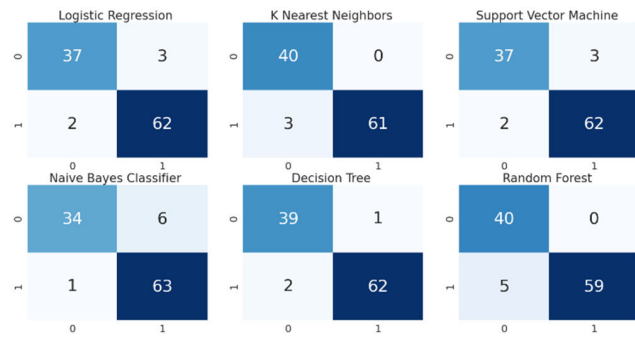 Logistic Regression
K Nearest Neighbors
Support Vector Machine
0 37 3
0 40 0
0 37 3
1 2 62
1 3 61
1 2 62
0 1
0 1
0 1
Naive Bayes Classifier
Decision Tree
Random Forest
0 34 6
0 39 1
0 40 0
1 1 63
1 2 62
1 5 59
0 1
0 1
0 1